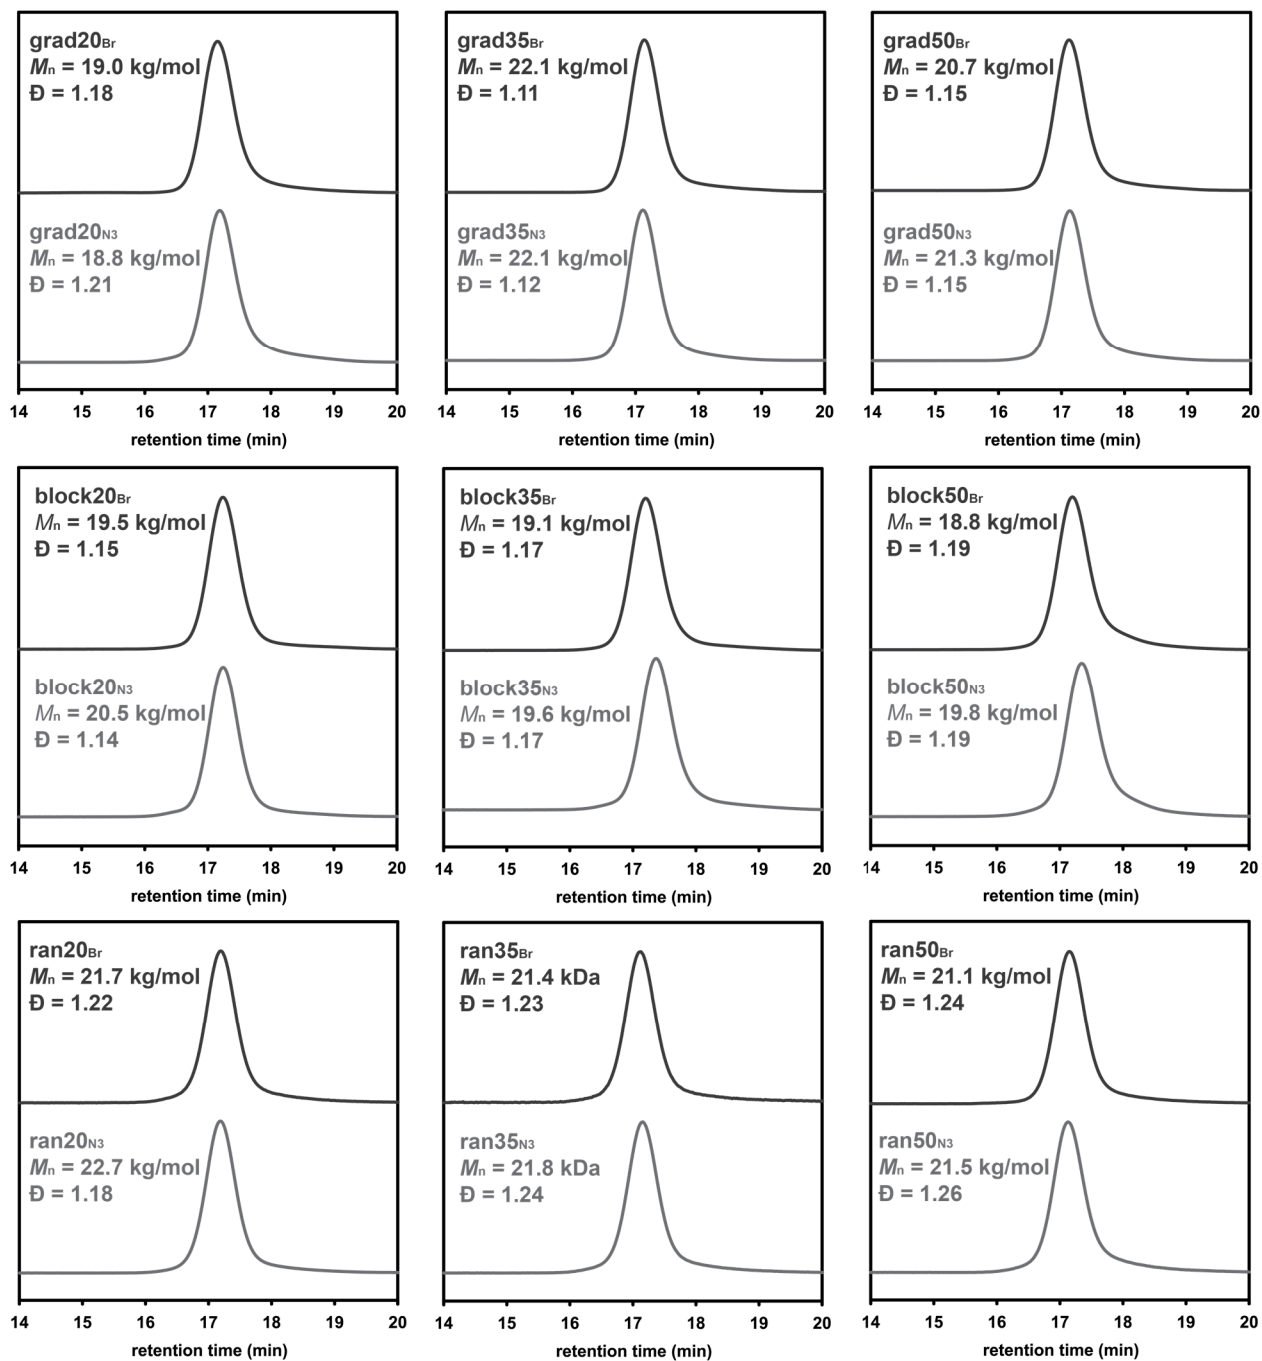 grad20Br
Mn = 19.0 kg/mol
Đ = 1.18
grad20N3
Mn = 18.8 kg/mol
Đ = 1.21
14 15 16 17 18 19 20
retention time (min)
grad35Br
Mn = 22.1 kg/mol
Đ = 1.11
grad35N3
Mn = 22.1 kg/mol
Đ = 1.12
14 15 16 17 18 19 20
retention time (min)
grad50Br
Mn = 20.7 kg/mol
Đ = 1.15
grad50N3
Mn = 21.3 kg/mol
Đ = 1.15
14 15 16 17 18 19 20
retention time (min)
block20Br
Mn = 19.5 kg/mol
Đ = 1.15
block20N3
Mn = 20.5 kg/mol
Đ = 1.14
14 15 16 17 18 19 20
retention time (min)
block35Br
Mn = 19.1 kg/mol
Đ = 1.17
block35N3
Mn = 19.6 kg/mol
Đ = 1.17
14 15 16 17 18 19 20
retention time (min)
block50Br
Mn = 18.8 kg/mol
Đ = 1.19
block50N3
Mn = 19.8 kg/mol
Đ = 1.19
14 15 16 17 18 19 20
retention time (min)
ran20Br
Mn = 21.7 kg/mol
Đ = 1.22
ran20N3
Mn = 22.7 kg/mol
Đ = 1.18
14 15 16 17 18 19 20
retention time (min)
ran35Br
Mn = 21.4 kDa
Đ = 1.23
ran35N3
Mn = 21.8 kDa
Đ = 1.24
14 15 16 17 18 19 20
retention time (min)
ran50Br
Mn = 21.1 kg/mol
Đ = 1.24
ran50N3
Mn = 21.5 kg/mol
Đ = 1.26
14 15 16 17 18 19 20
retention time (min)